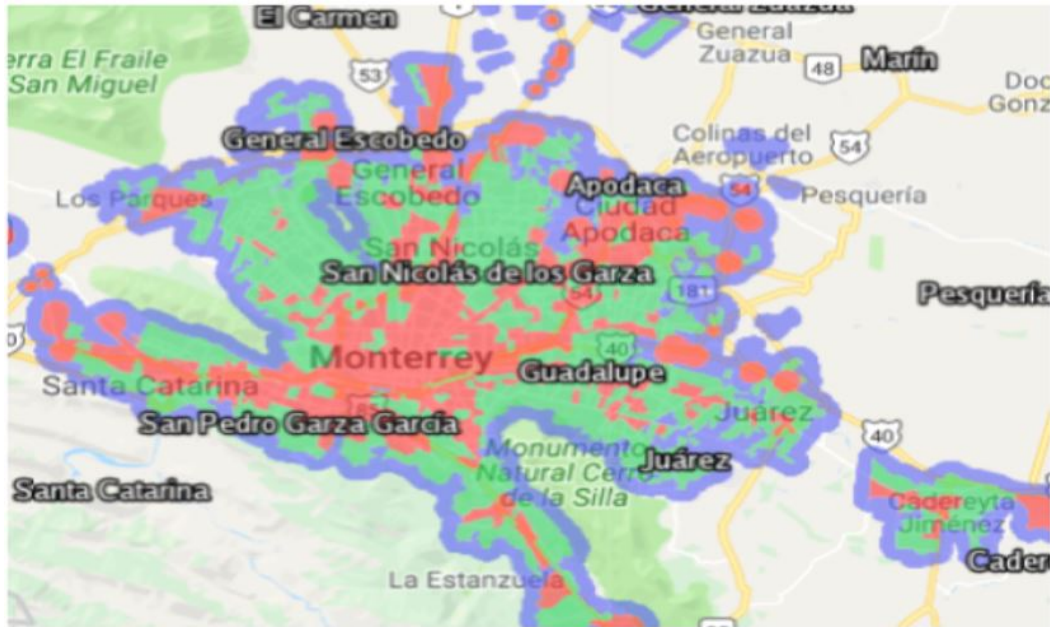 El Carmen
General Zuazua
General
Zuazua
erra El Fraile
San Miguel
53
48
Marín
Doc
Gonz
General Escobedo
Colinas del
Aeropuerto
54
General
Escobedo
Los Parques
Apodaca
54
Pesquería
Ciudad
Apodaca
San Nicolás
San Nicolás de los Garza
54
181
Pesquería
0
Monterrey
40
Guadalupe
Santa Catarina
85
San Pedro Garza García
Juárez
40
Monumento
Natural Cerro
de la Silla
Juárez
Santa Catarina
Cadereyta
Jiménez
Cadere
La Estanzuela